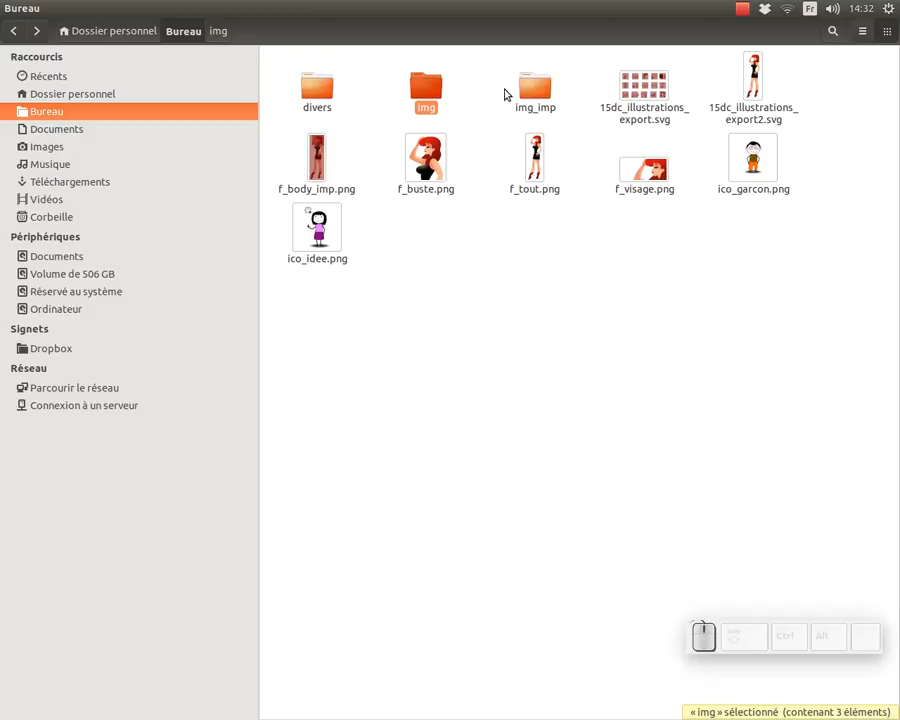 Bureau
Fr
14:32
Dossier personnel
Bureau
img
Raccourcis
Récents
Dossier personnel
Bureau
Documents
Images
Musique
Téléchargements
Vidéos
Corbeille
Périphériques
Documents
Volume de 506 GB
Réservé au système
Ordinateur
Signets
Dropbox
Réseau
Parcourir le réseau
Connexion à un serveur
divers
img
img_imp
15dc_illustrations_
export.svg
15dc_illustrations_
export2.svg
f_body_imp.png
f_buste.png
f_tout.png
f_visage.png
ico_garcon.png
ico_idee.png
Ctrl
Alt
« img » sélectionné (contenant 3 éléments)